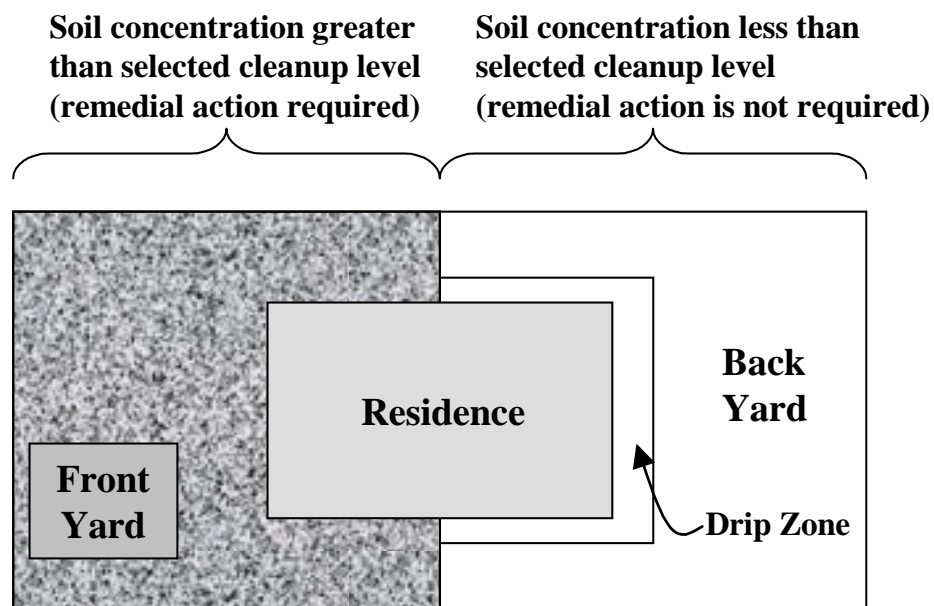 Soil concentration greater
than selected cleanup level
(remedial action required)
Soil concentration less than
selected cleanup level
(remedial action is not required)
Residence
Back
Yard
Front
Yard
Drip Zone